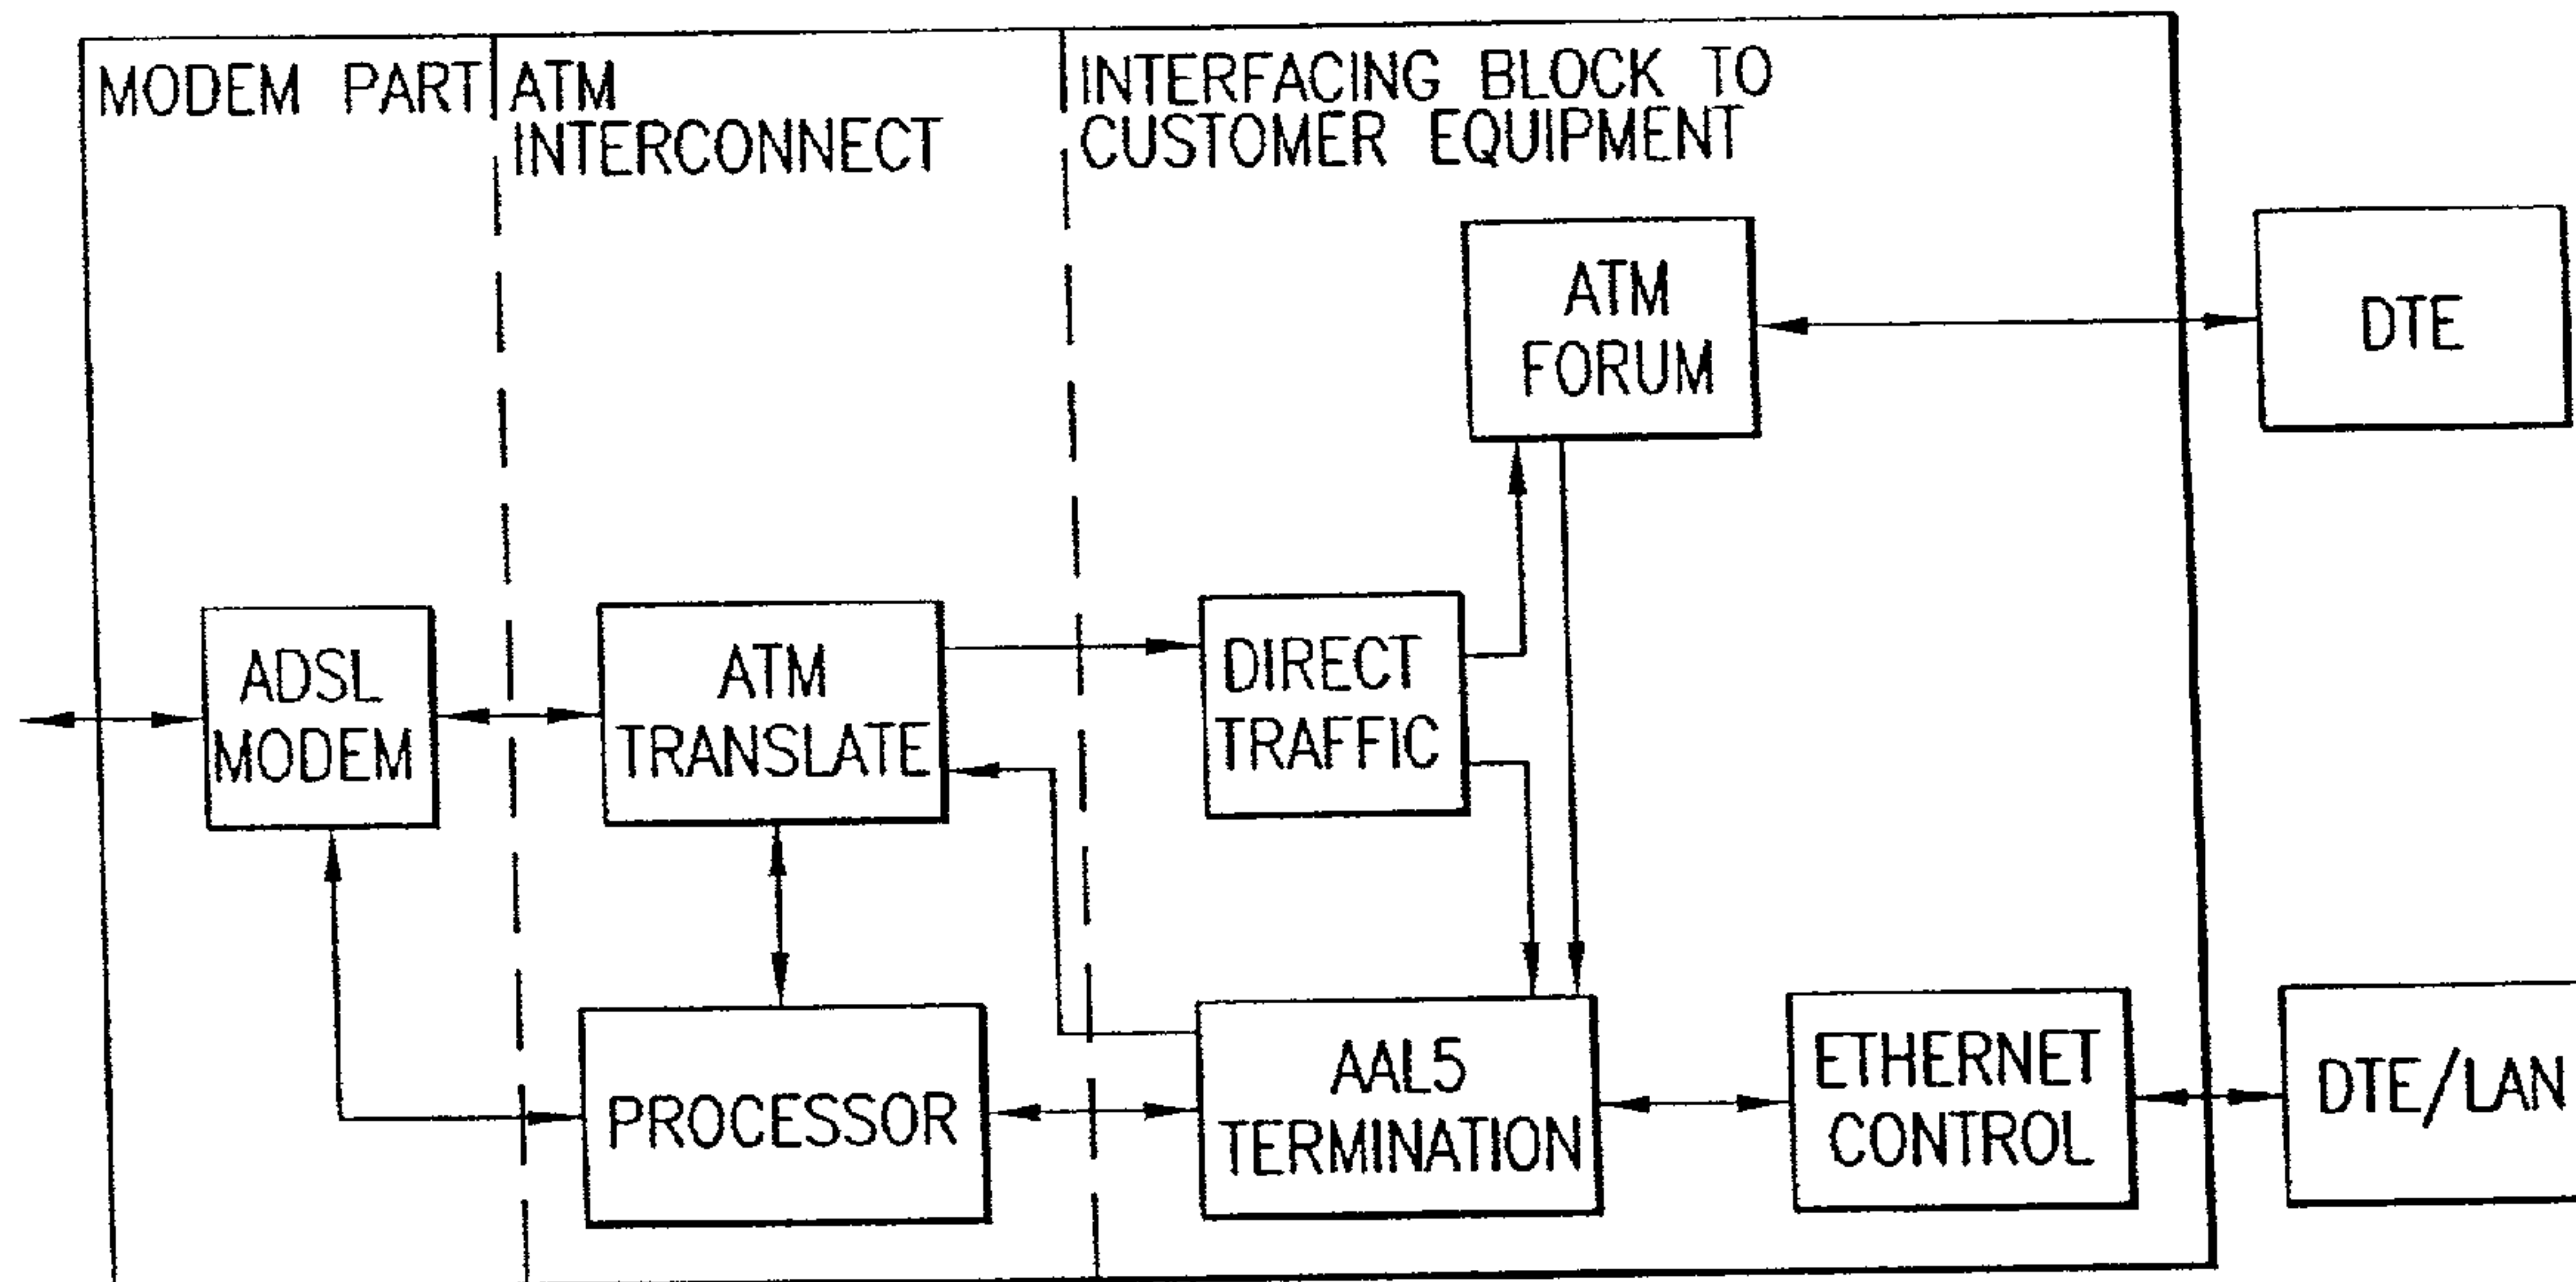 MODEM PART
ATM
INTERCONNECT
INTERFACING BLOCK TO
CUSTOMER EQUIPMENT
ATM
FORUM
DTE
ADSL
MODEM
ATM
TRANSLATE
DIRECT
TRAFFIC
PROCESSOR
AAL5
TERMINATION
ETHERNET
CONTROL
DTE/LAN